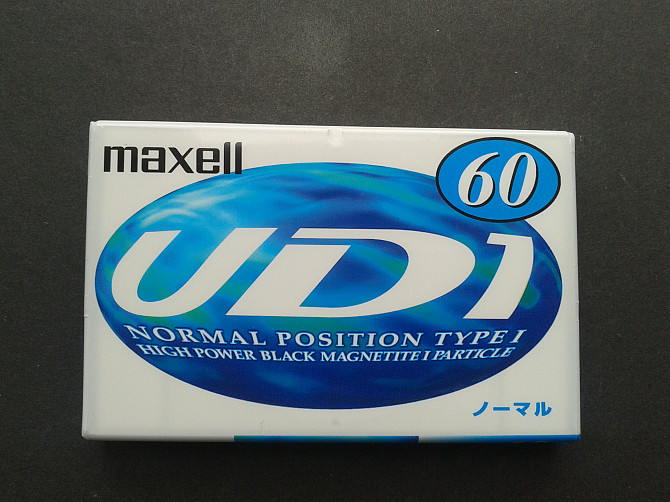 maxell
60
UD1
NORMAL POSITION TYPE I
HIGH POWER BLACK MAGNETITE I PARTICLE
ノーマル